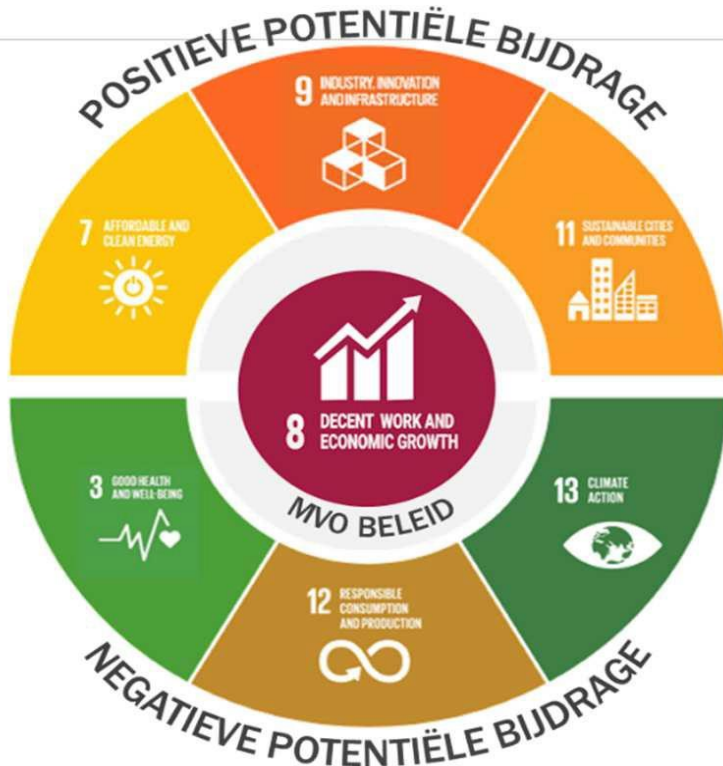 POSITIEVE POTENTIËLE BIJDRAGE
9 INDUSTRY, INNOVATION
AND INFRASTRUCTURE
7 AFFORDABLE AND
CLEAN ENERGY
11 SUSTAINABLE CITIES
AND COMMUNITIES
8 DECENT WORK AND
ECONOMIC GROWTH
MVO BELEID
3 GOOD HEALTH
AND WELL-BEING
13 CLIMATE
ACTION
12 RESPONSIBLE
CONSUMPTION
AND PRODUCTION
NEGATIEVE POTENTIËLE BIJDRAGE